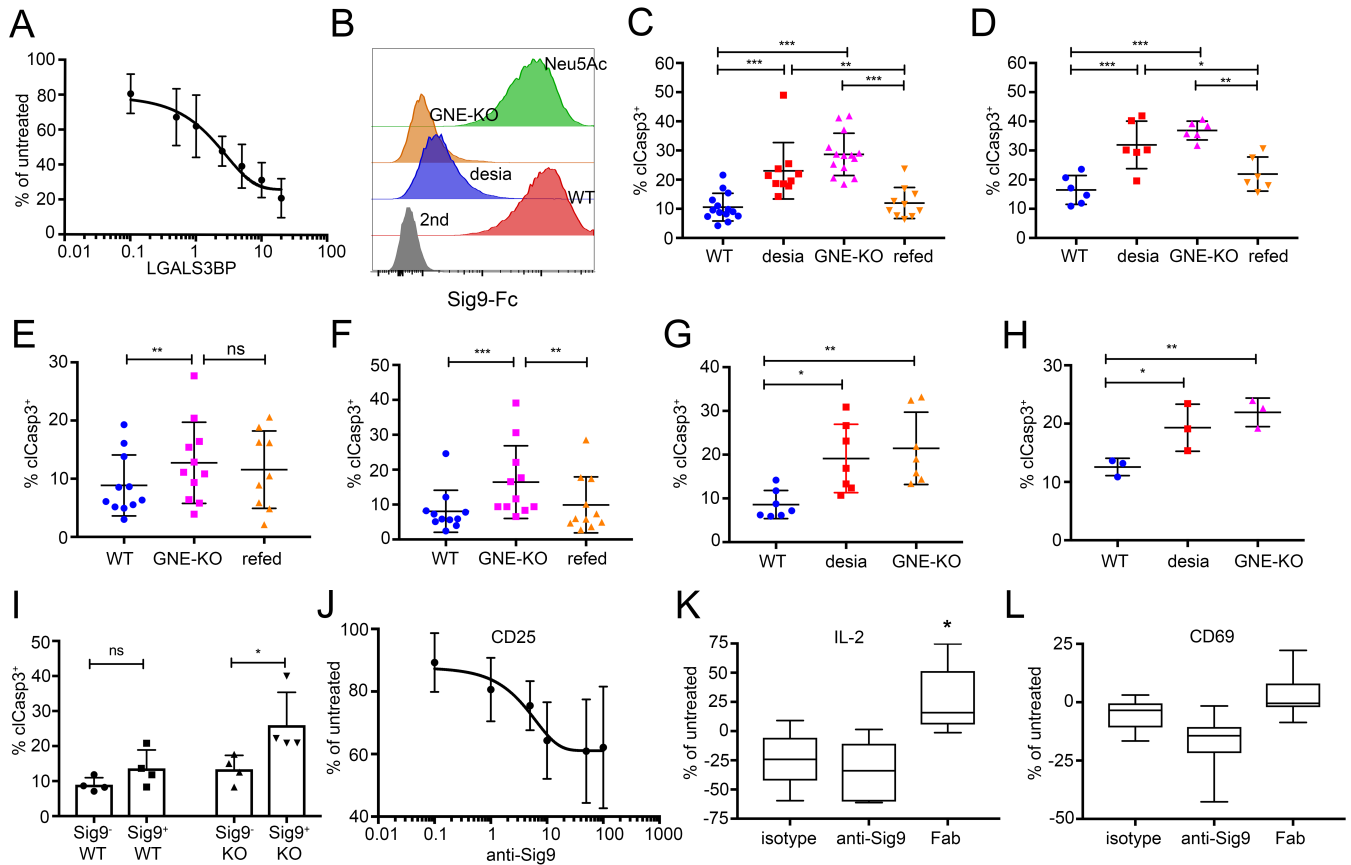 A
% of untreated
100
80
60
40
20
0
0.01
0.1
1
10
100
LGALS3BP
B
Neu5Ac
GNE-KO
desia
WT
2nd
Sig9-Fc
C
% clCasp3⁺
60
50
40
30
20
10
0
***
***
**
***
WT
desia
GNE-KO
refed
D
% clCasp3⁺
60
50
40
30
20
10
0
***
***
*
**
WT
desia
GNE-KO
refed
E
% clCasp3⁺
30
20
10
0
**
ns
WT
GNE-KO
refed
F
% clCasp3⁺
50
40
30
20
10
0
***
**
WT
GNE-KO
refed
G
% clCasp3⁺
40
30
20
10
0
**
*
WT
desia
GNE-KO
H
% clCasp3⁺
30
20
10
0
**
*
WT
desia
GNE-KO
I
% clCasp3⁺
50
40
30
20
10
0
ns
*
Sig9⁻
WT
Sig9⁺
WT
Sig9⁻
KO
Sig9⁺
KO
J
CD25
% of untreated
100
80
60
40
0.01
0.1
1
10
100
1000
anti-Sig9
K
IL-2
*
% of untreated
75
50
25
0
-25
-50
-75
isotype
anti-Sig9
Fab
L
CD69
% of untreated
25
0
-25
-50
isotype
anti-Sig9
Fab